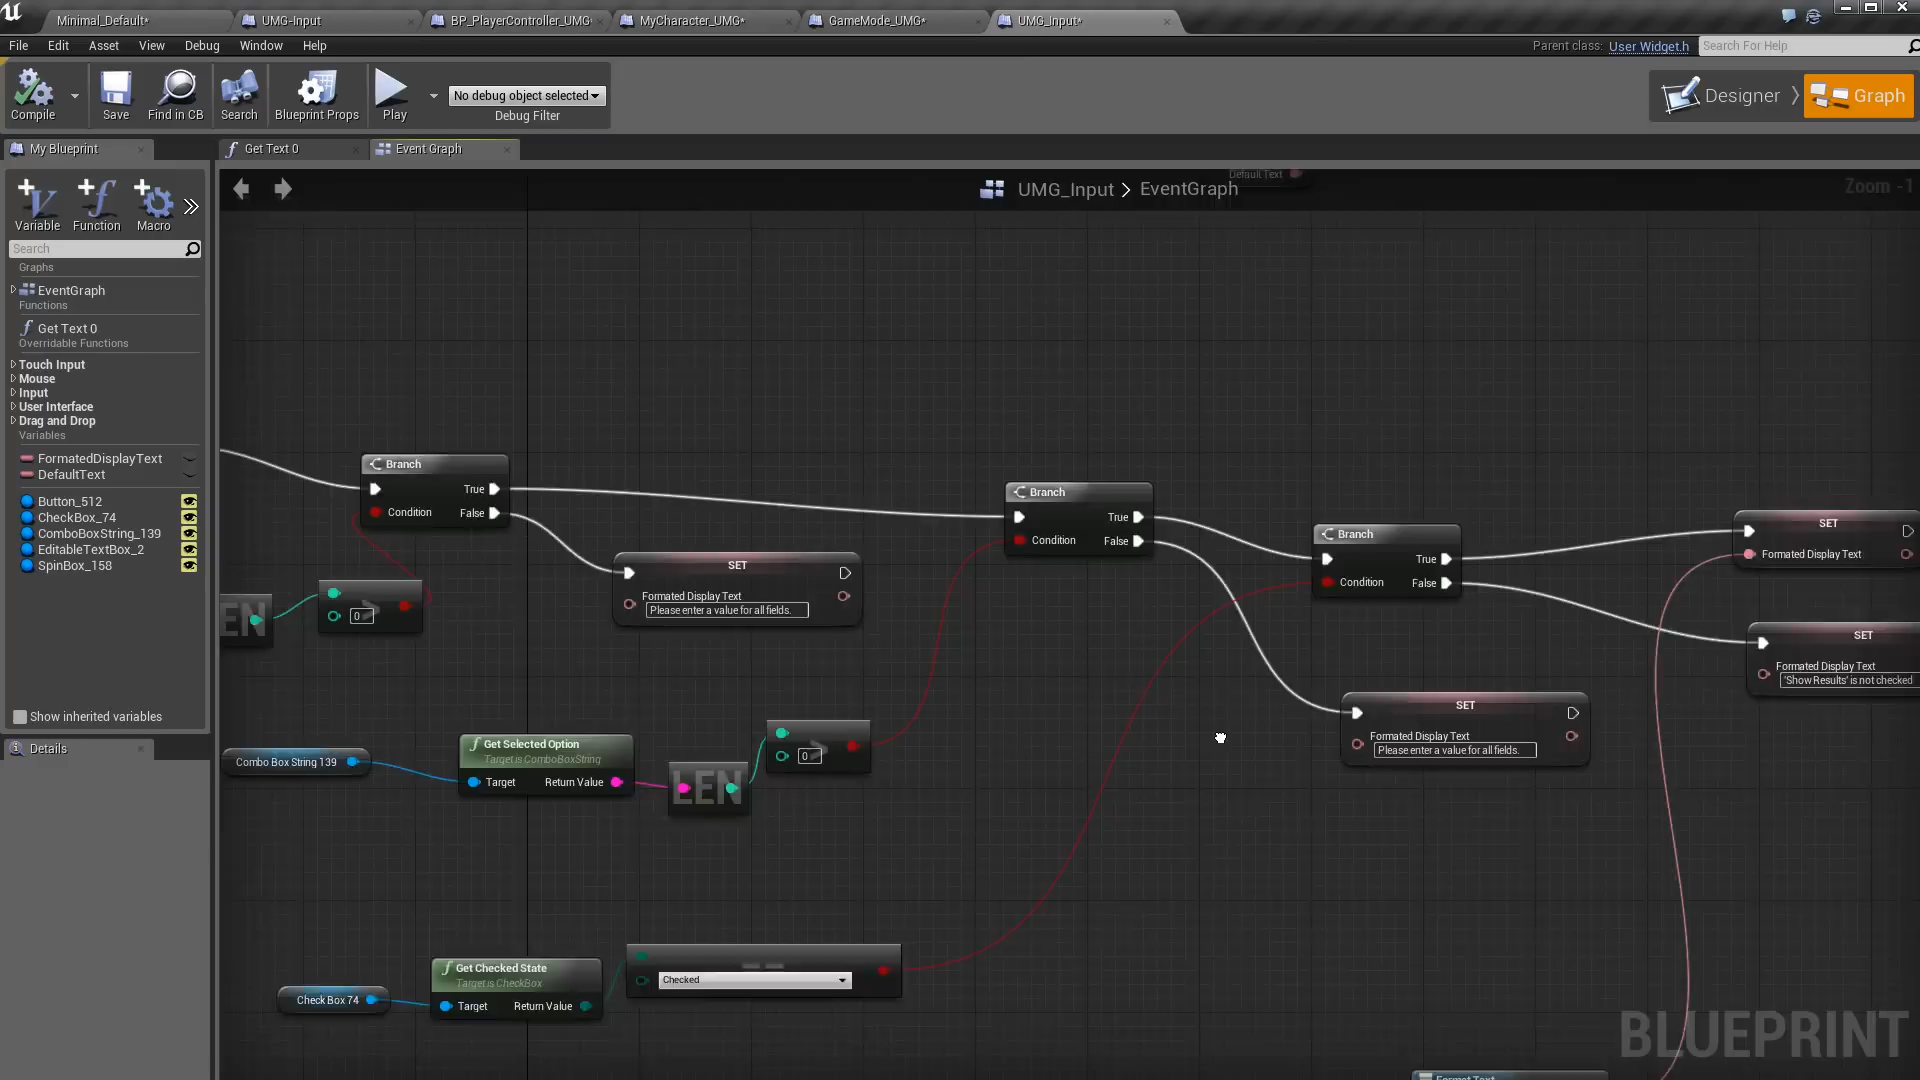 Minimal_Default*
UMG-Input
BP_PlayerController_UMG
MyCharacter_UMG*
GameMode_UMG*
UMG_Input*
File
Edit
Asset
View
Debug
Window
Help
Parent class:
User Widget.h
Search For Help
Compile
Save
Find in CB
Search
Blueprint Props
Play
No debug object selected
Debug Filter
Designer
Graph
My Blueprint
Get Text 0
Event Graph
Variable
Function
Macro
Search
Graphs
EventGraph
Functions
Get Text 0
Overridable Functions
Touch Input
Mouse
Input
User Interface
Drag and Drop
Variables
FormatedDisplayText
DefaultText
Button_512
CheckBox_74
ComboBoxString_139
EditableTextBox_2
SpinBox_158
Show inherited variables
Details
UMG_Input > EventGraph
Zoom -1
Default Text
Branch
True
Condition
False
SET
Formated Display Text
Please enter a value for all fields.
0
Branch
True
Condition
False
Branch
True
Condition
False
SET
Formated Display Text
SET
Formated Display Text
'Show Results' is not checked
SET
Formated Display Text
Please enter a value for all fields.
Combo Box String 139
Get Selected Option
Target is ComboBoxString
Target
Return Value
LEN
0
Check Box 74
Get Checked State
Target is CheckBox
Target
Return Value
==
Checked
Format Text
BLUEPRINT